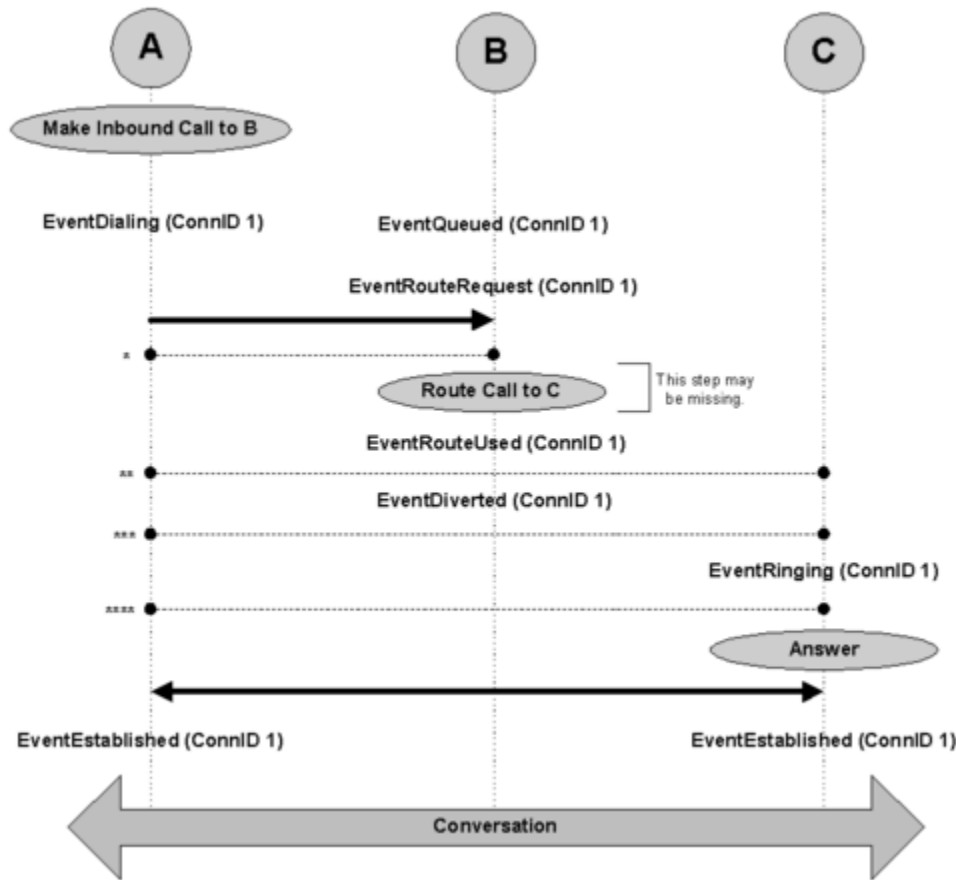 A B C
Make Inbound Call to B
EventDialing (ConnID 1) EventQueued (ConnID 1)
EventRouteRequest (ConnID 1)
*
Route Call to C
This step may
be missing.
EventRouteUsed (ConnID 1)
**
EventDiverted (ConnID 1)
***
EventRinging (ConnID 1)
****
Answer
EventEstablished (ConnID 1) EventEstablished (ConnID 1)
Conversation